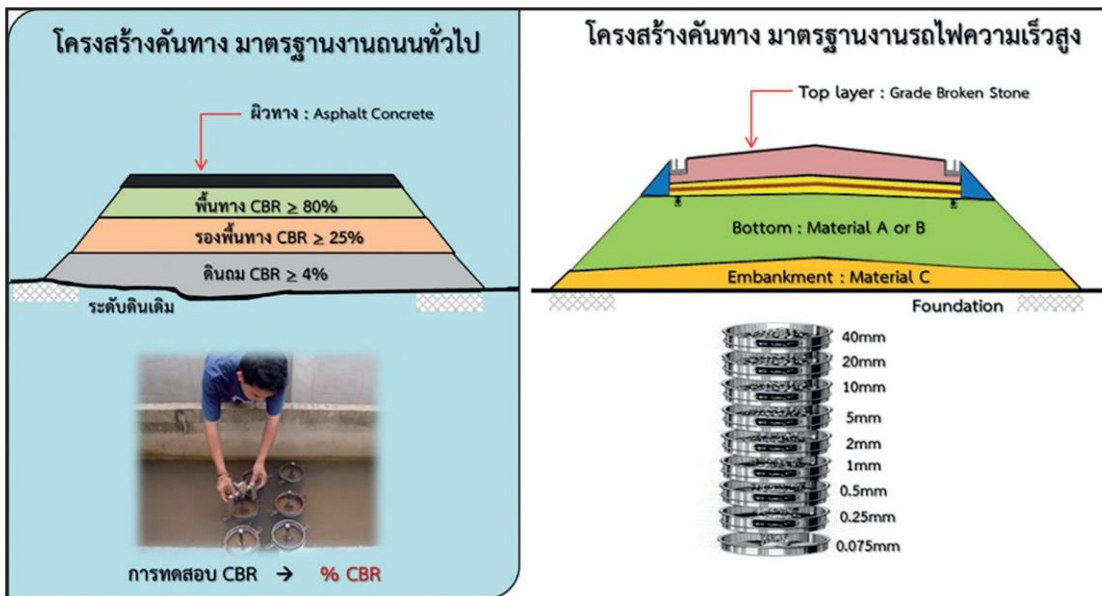 โครงสร้างคันทาง มาตรฐานงานถนนทั่วไป
ผิวทาง : Asphalt Concrete
พื้นทาง CBR ≥ 80%
รองพื้นทาง CBR ≥ 25%
ดินถม CBR ≥ 4%
ระดับดินเดิม
การทดสอบ CBR → % CBR
โครงสร้างคันทาง มาตรฐานงานรถไฟความเร็วสูง
Top layer : Grade Broken Stone
Bottom : Material A or B
Embankment : Material C
Foundation
40mm
20mm
10mm
5mm
2mm
1mm
0.5mm
0.25mm
0.075mm